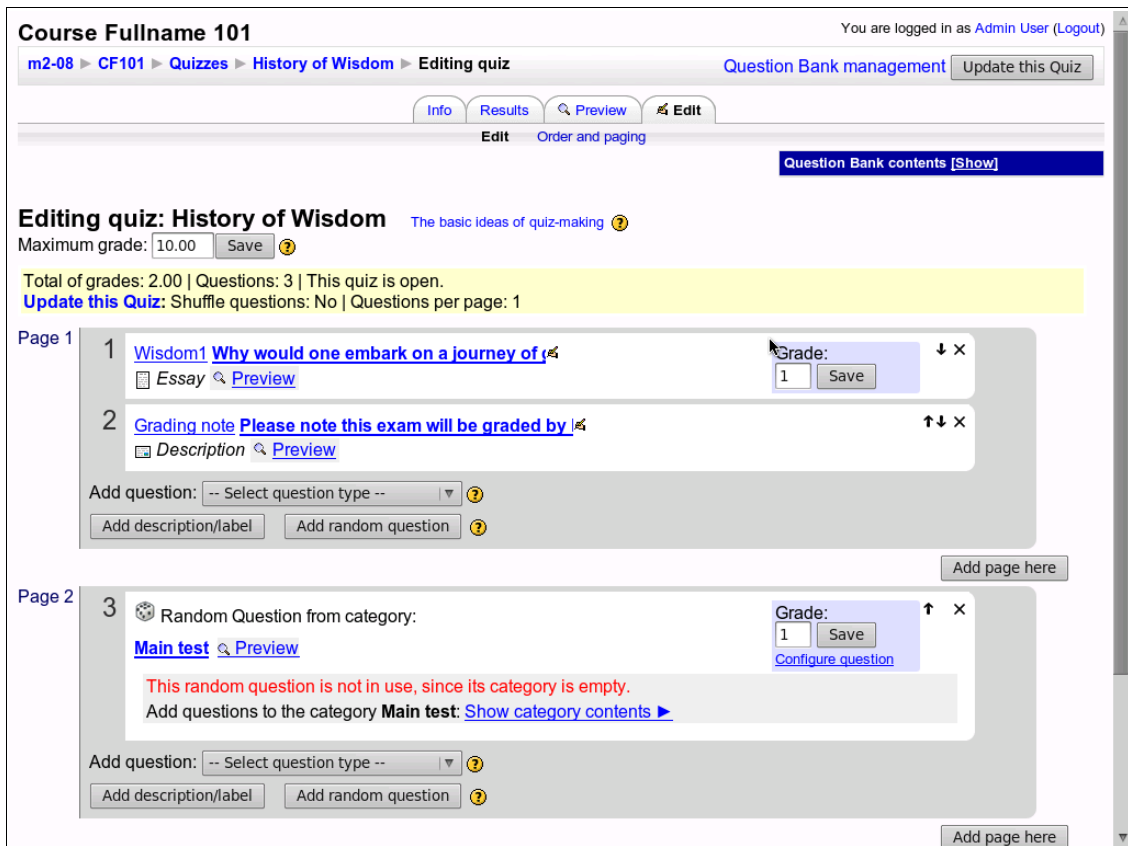 Course Fullname 101
You are logged in as Admin User (Logout)
m2-08 ► CF101 ► Quizzes ► History of Wisdom ► Editing quiz
Question Bank management Update this Quiz
Info Results Preview Edit
Edit Order and paging
Question Bank contents [Show]
Editing quiz: History of Wisdom The basic ideas of quiz-making ?
Maximum grade: 10.00 Save ?
Total of grades: 2.00 | Questions: 3 | This quiz is open.
Update this Quiz: Shuffle questions: No | Questions per page: 1
Page 1
1 Wisdom1 Why would one embark on a journey of
Essay Preview
Grade:
1 Save
2 Grading note Please note this exam will be graded by
Description Preview
Add question: -- Select question type -- ?
Add description/label Add random question ?
Add page here
Page 2
3 Random Question from category:
Main test Preview
Grade:
1 Save
Configure question
This random question is not in use, since its category is empty.
Add questions to the category Main test: Show category contents ►
Add question: -- Select question type -- ?
Add description/label Add random question ?
Add page here